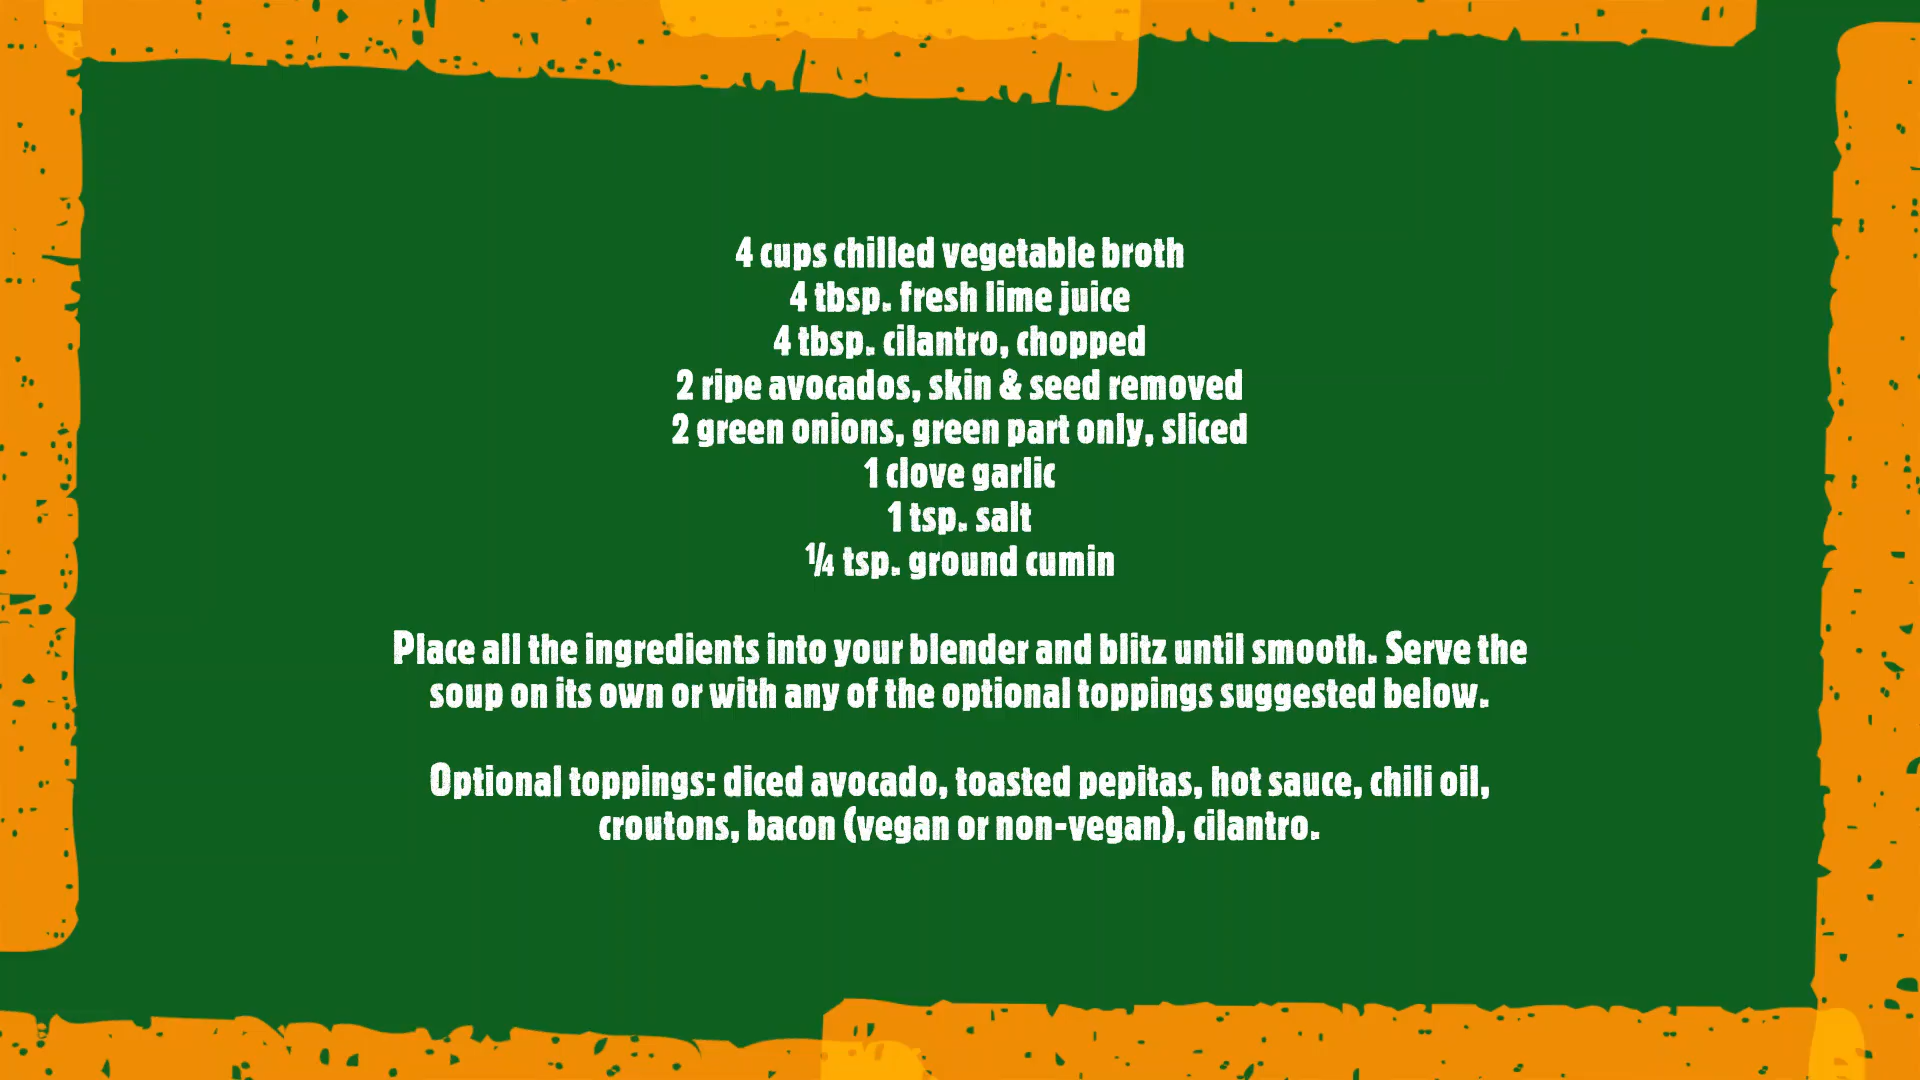 4 cups chilled vegetable broth
4 tbsp. fresh lime juice
4 tbsp. cilantro, chopped
2 ripe avocados, skin & seed removed
2 green onions, green part only, sliced
1 clove garlic
1 tsp. salt
¼ tsp. ground cumin
Place all the ingredients into your blender and blitz until smooth. Serve the
soup on its own or with any of the optional toppings suggested below.
Optional toppings: diced avocado, toasted pepitas, hot sauce, chili oil,
croutons, bacon (vegan or non-vegan), cilantro.